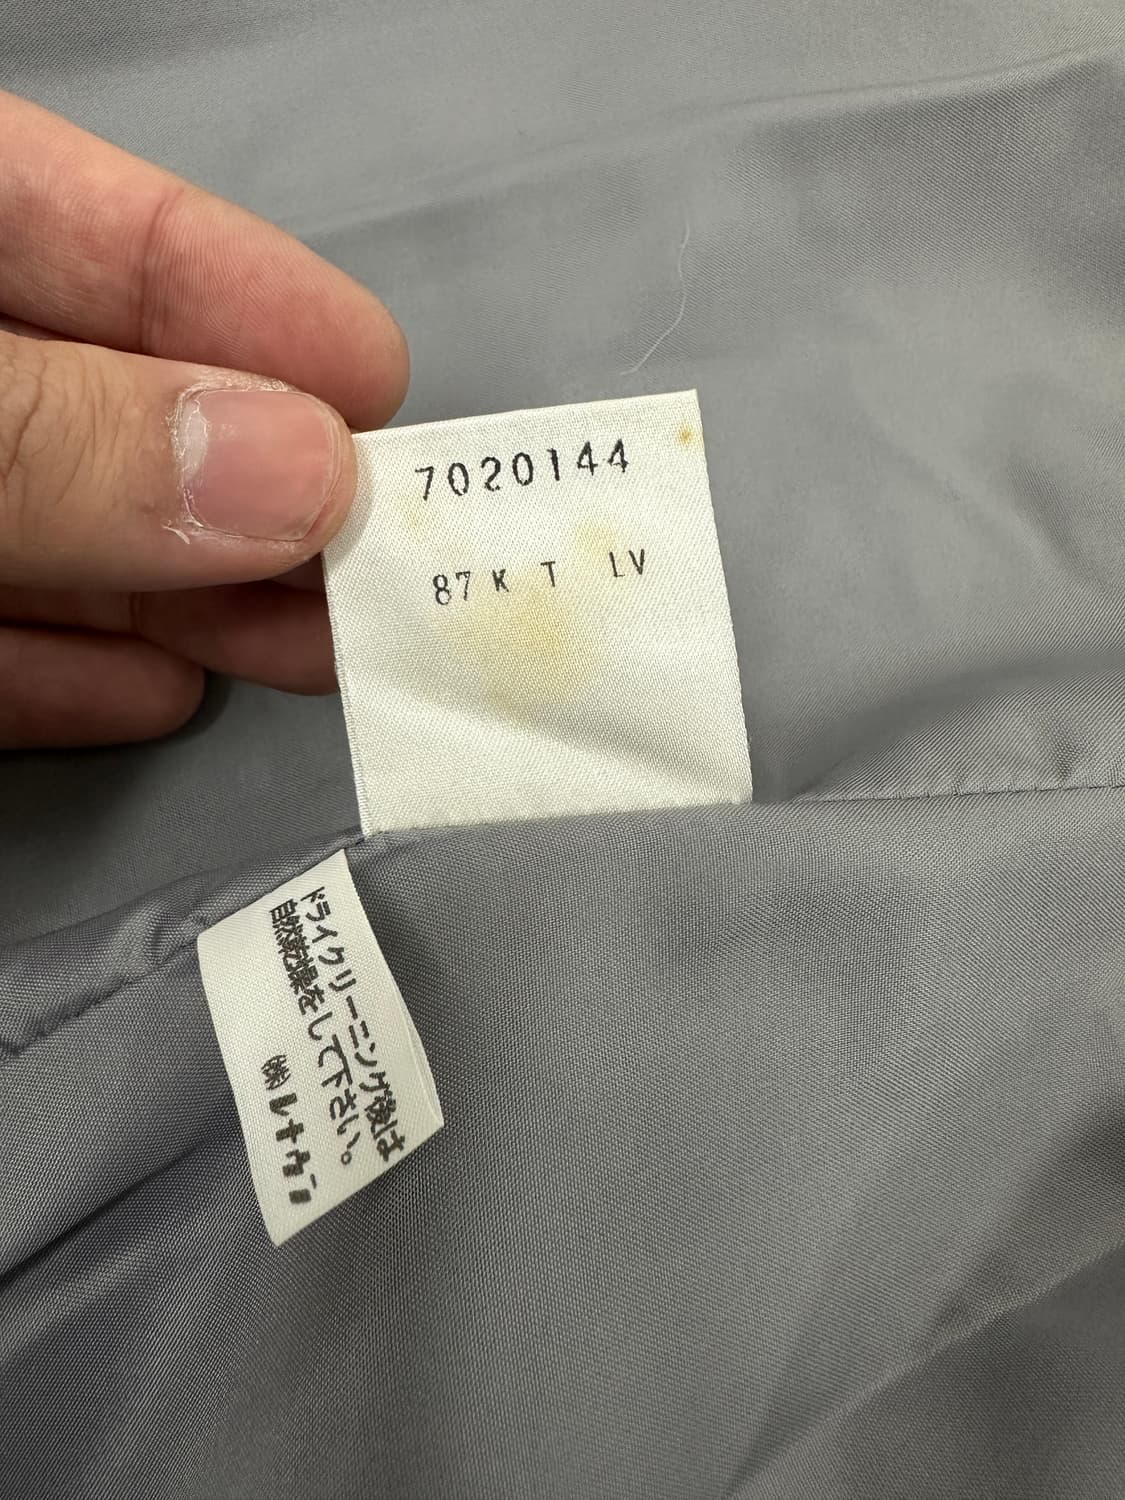 7020144
87 K T LV
ドライクリーニング後は
自然乾燥をして下さい。
㈱レナウン